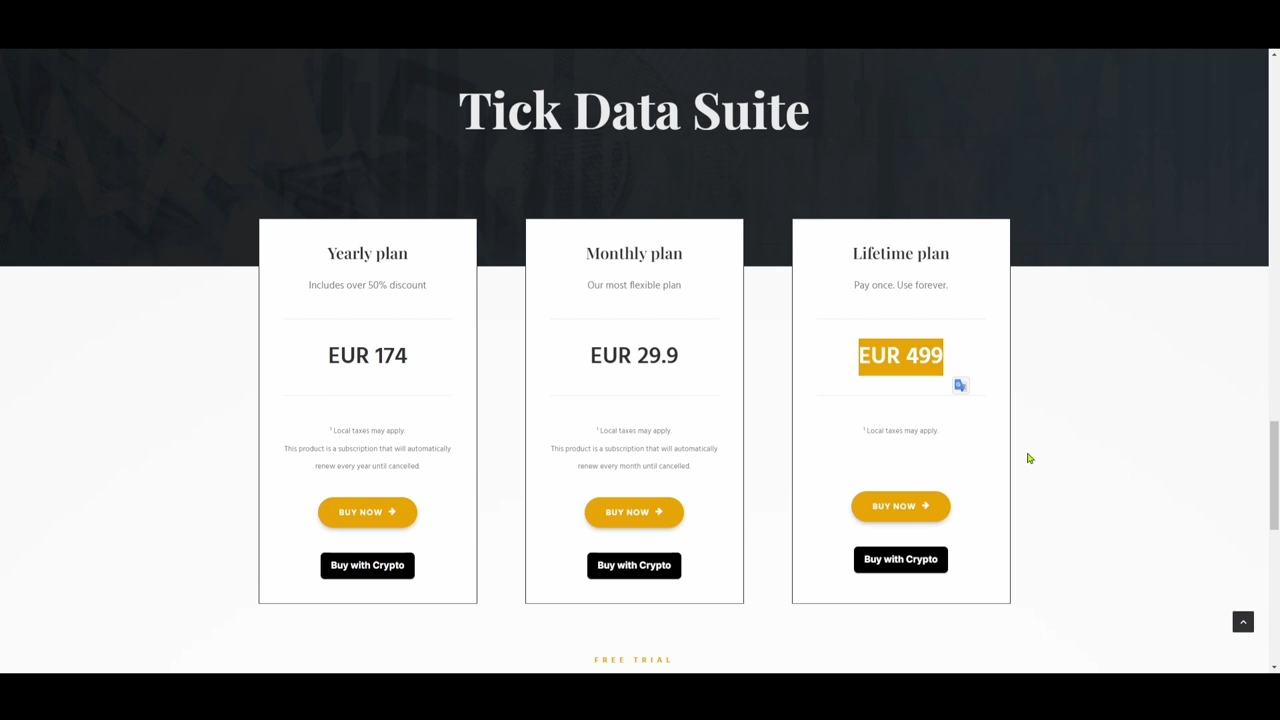 Tick Data Suite
Yearly plan
Includes over 50% discount
EUR 174
¹ Local taxes may apply.
This product is a subscription that will automatically
renew every year until cancelled.
BUY NOW →
Buy with Crypto
Monthly plan
Our most flexible plan
EUR 29.9
¹ Local taxes may apply.
This product is a subscription that will automatically
renew every month until cancelled.
BUY NOW →
Buy with Crypto
Lifetime plan
Pay once. Use forever.
EUR 499
¹ Local taxes may apply.
BUY NOW →
Buy with Crypto
FREE TRIAL